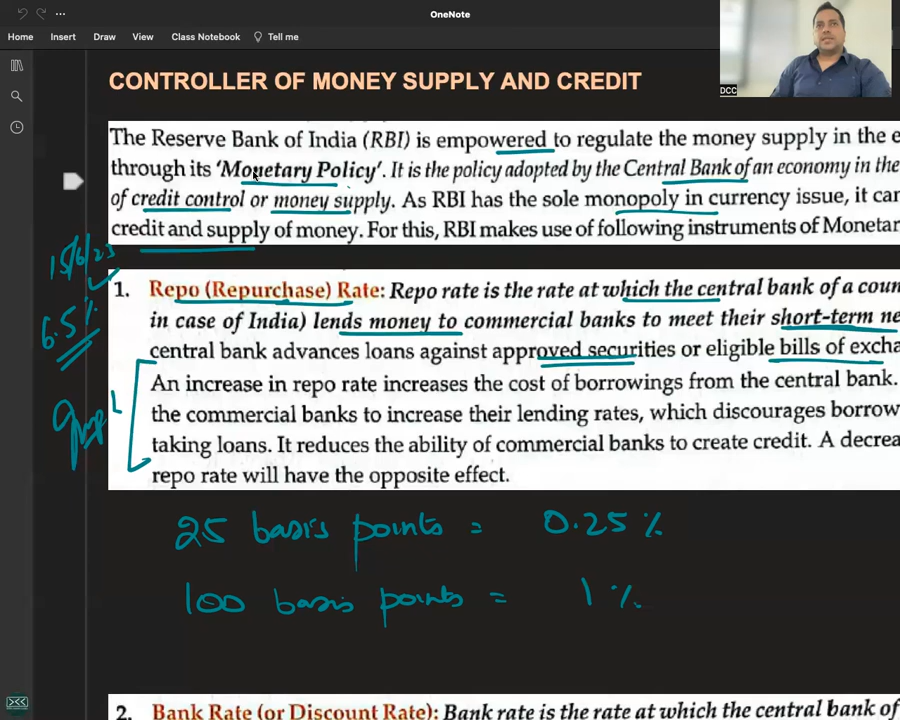 OneNote
Home Insert Draw View Class Notebook Tell me
DCC
CONTROLLER OF MONEY SUPPLY AND CREDIT
The Reserve Bank of India (RBI) is empowered to regulate the money supply in the e
through its 'Monetary Policy'. It is the policy adopted by the Central Bank of an economy in the
of credit control or money supply. As RBI has the sole monopoly in currency issue, it can
credit and supply of money. For this, RBI makes use of following instruments of Monetar
15/6/23
6.5%
1. Repo (Repurchase) Rate: Repo rate is the rate at which the central bank of a coun
in case of India) lends money to commercial banks to meet their short-term ne
central bank advances loans against approved securities or eligible bills of excha
An increase in repo rate increases the cost of borrowings from the central bank.
the commercial banks to increase their lending rates, which discourages borrow
taking loans. It reduces the ability of commercial banks to create credit. A decrea
repo rate will have the opposite effect.
25 basis points = 0.25%
100 basis points = 1%
2. Bank Rate (or Discount Rate): Bank rate is the rate at which the central bank of